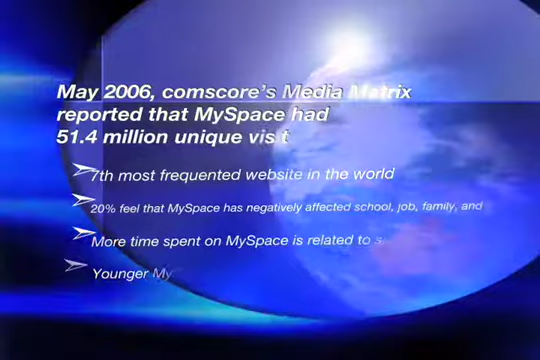 May 2006, comscore's Media Matrix
reported that MySpace had
51.4 million unique visit
7th most frequented website in the world
20% feel that MySpace has negatively affected school, job, family, and
More time spent on MySpace is related to s
Younger My